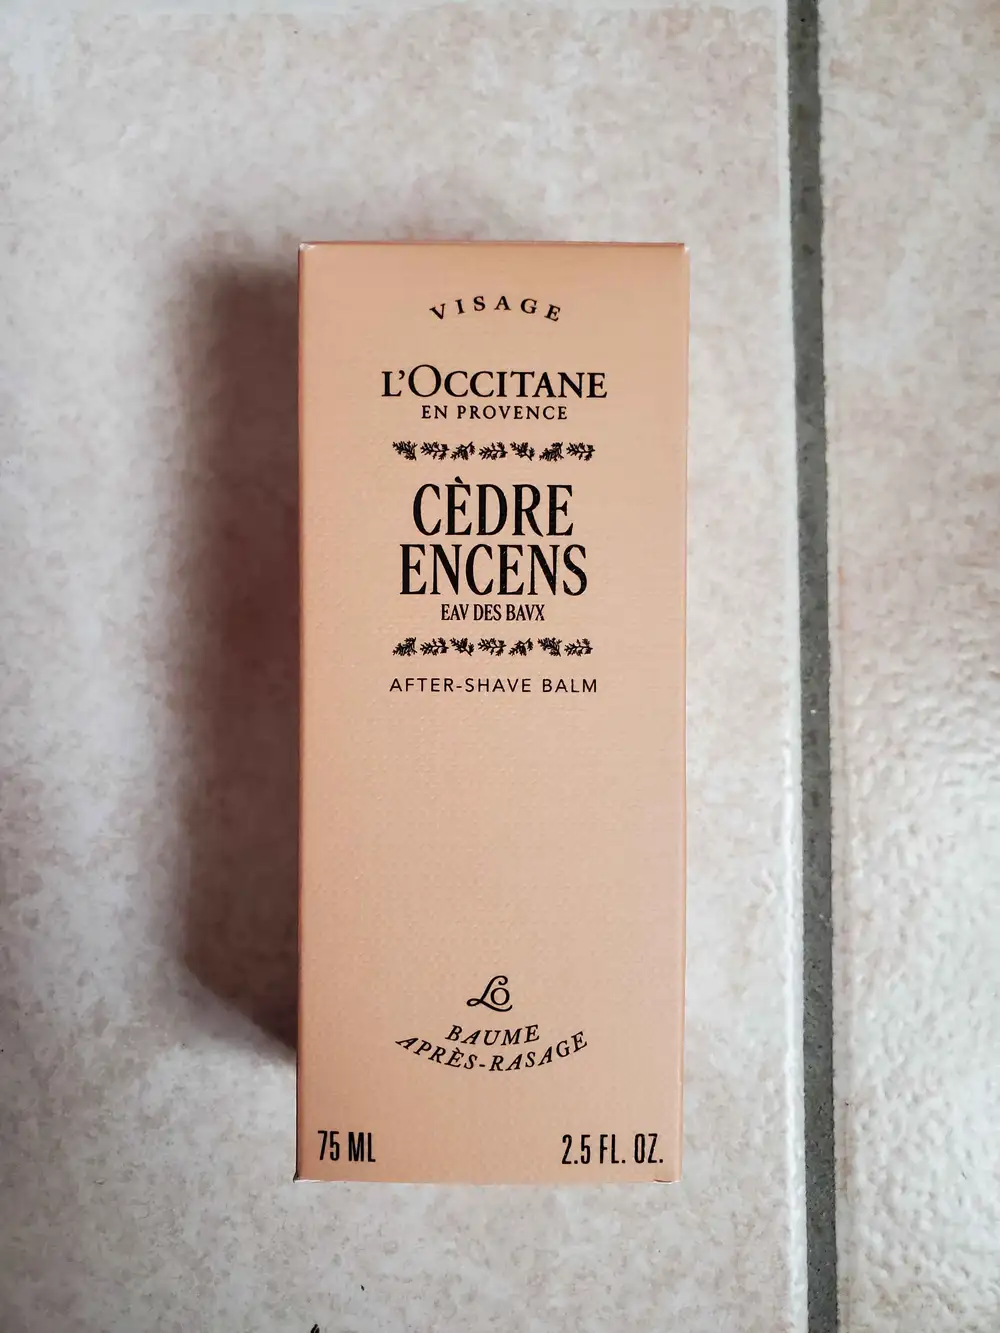 VISAGE
L'OCCITANE
EN PROVENCE
CÈDRE
ENCENS
EAV DES BAVX
AFTER-SHAVE BALM
LO
BAUME
APRÈS-RASAGE
75 ML 2.5 FL. OZ.